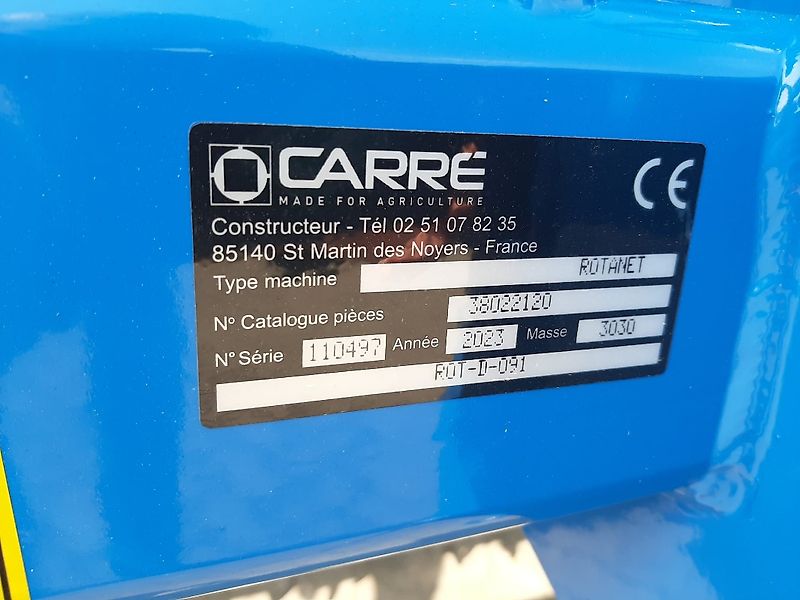 CARRÉ
MADE FOR AGRICULTURE
CE
Constructeur - Tél 02 51 07 82 35
85140 St Martin des Noyers - France
Type machine ROTANET
N° Catalogue pièces 38022120
N° Série 110497 Année 2023 Masse 3030
ROT-D-091